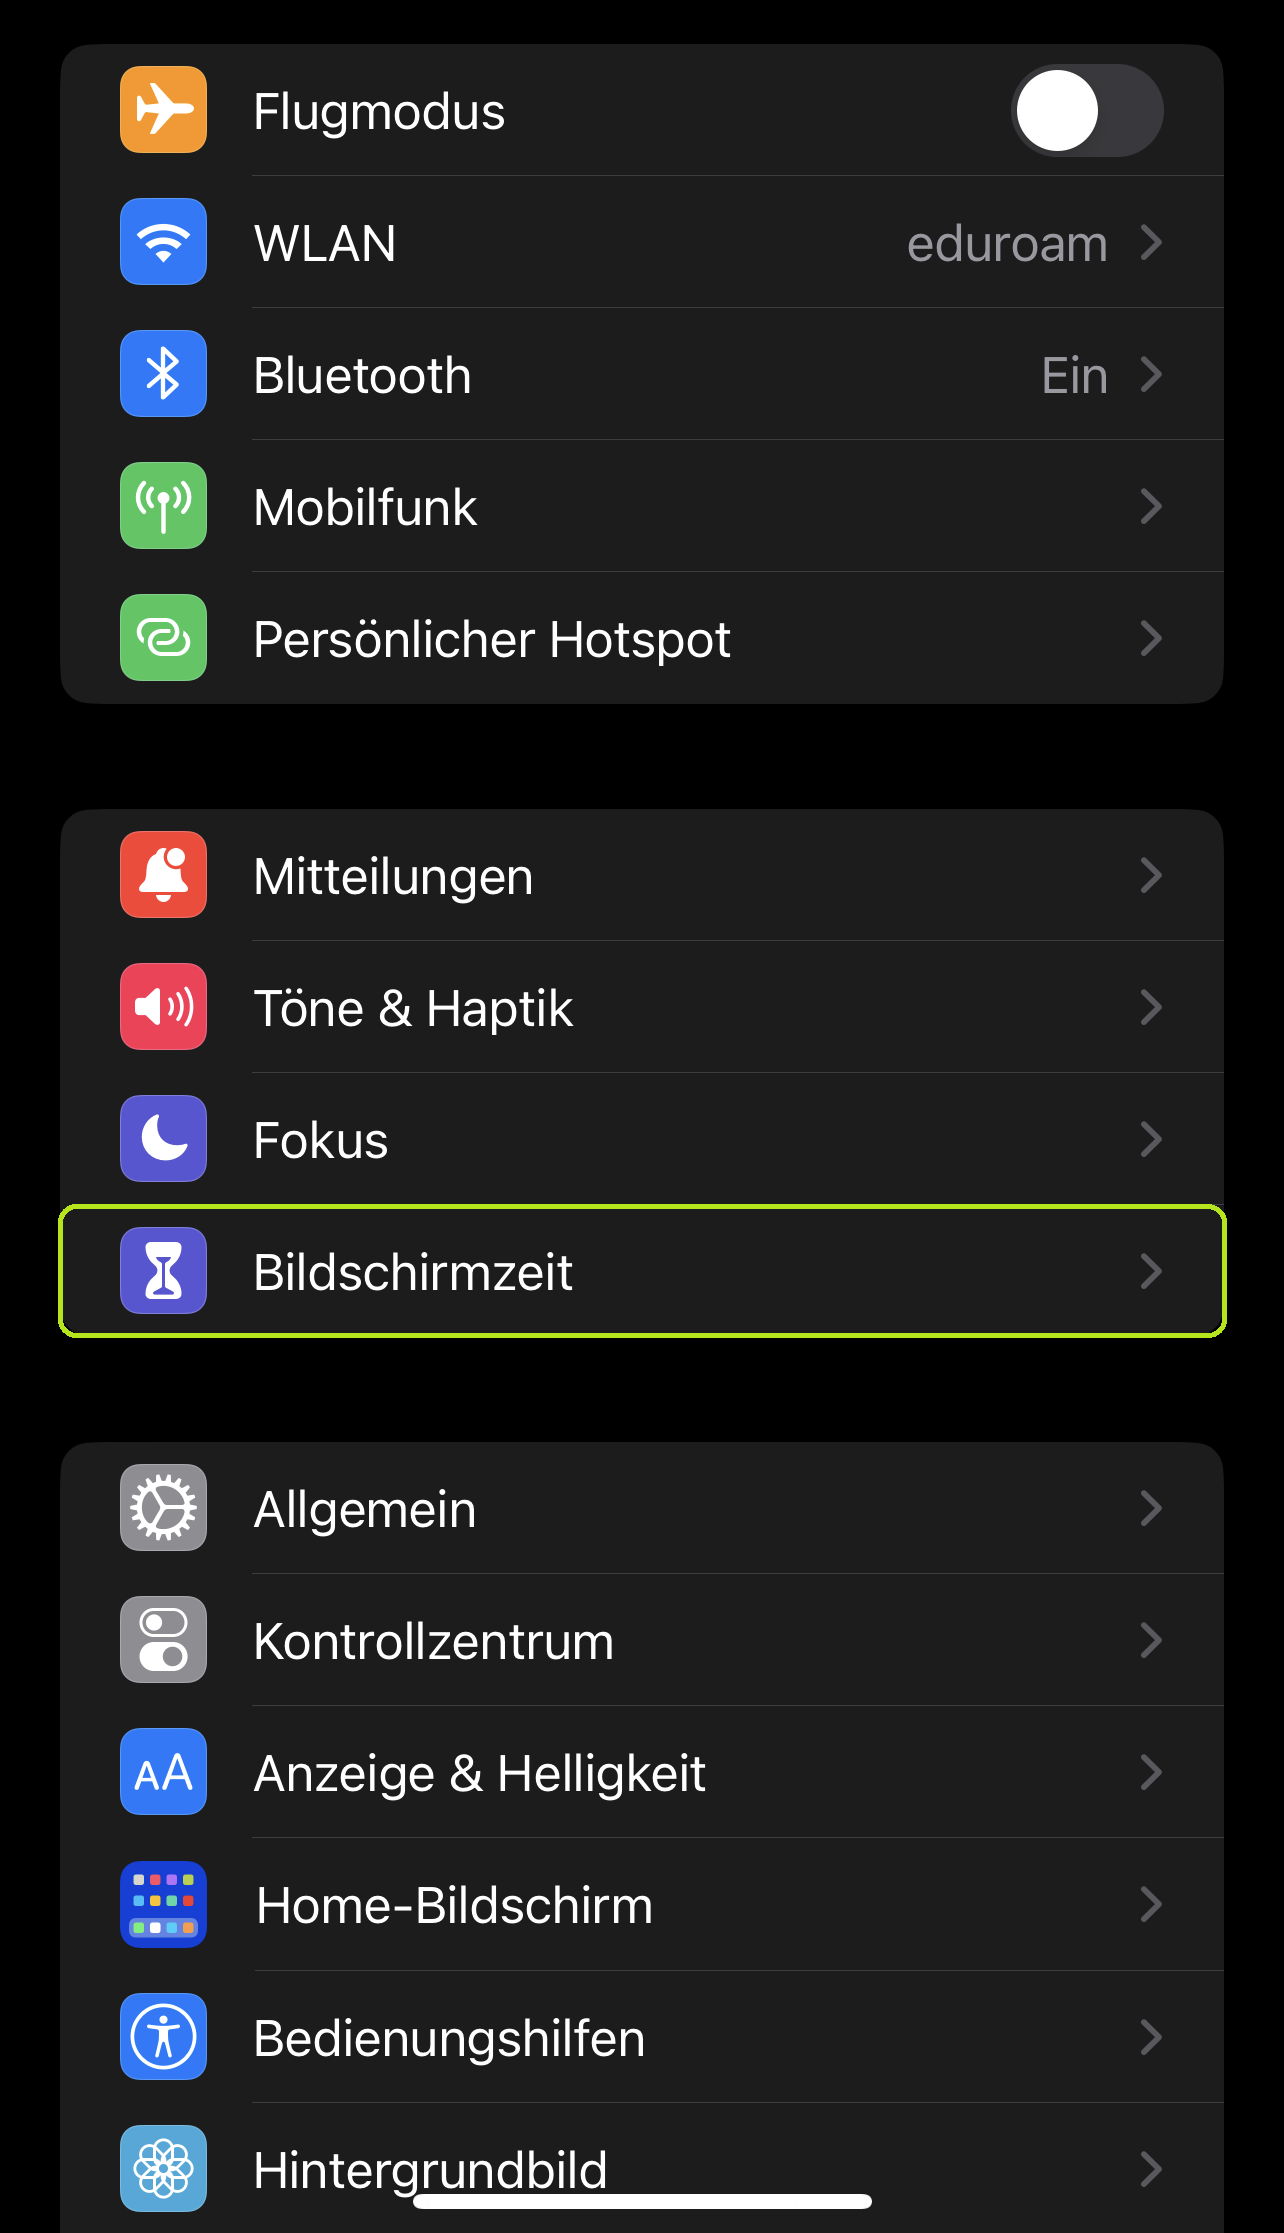 Flugmodus
WLAN eduroam
Bluetooth Ein
Mobilfunk
Persönlicher Hotspot
Mitteilungen
Töne & Haptik
Fokus
Bildschirmzeit
Allgemein
Kontrollzentrum
AA Anzeige & Helligkeit
Home-Bildschirm
Bedienungshilfen
Hintergrundbild